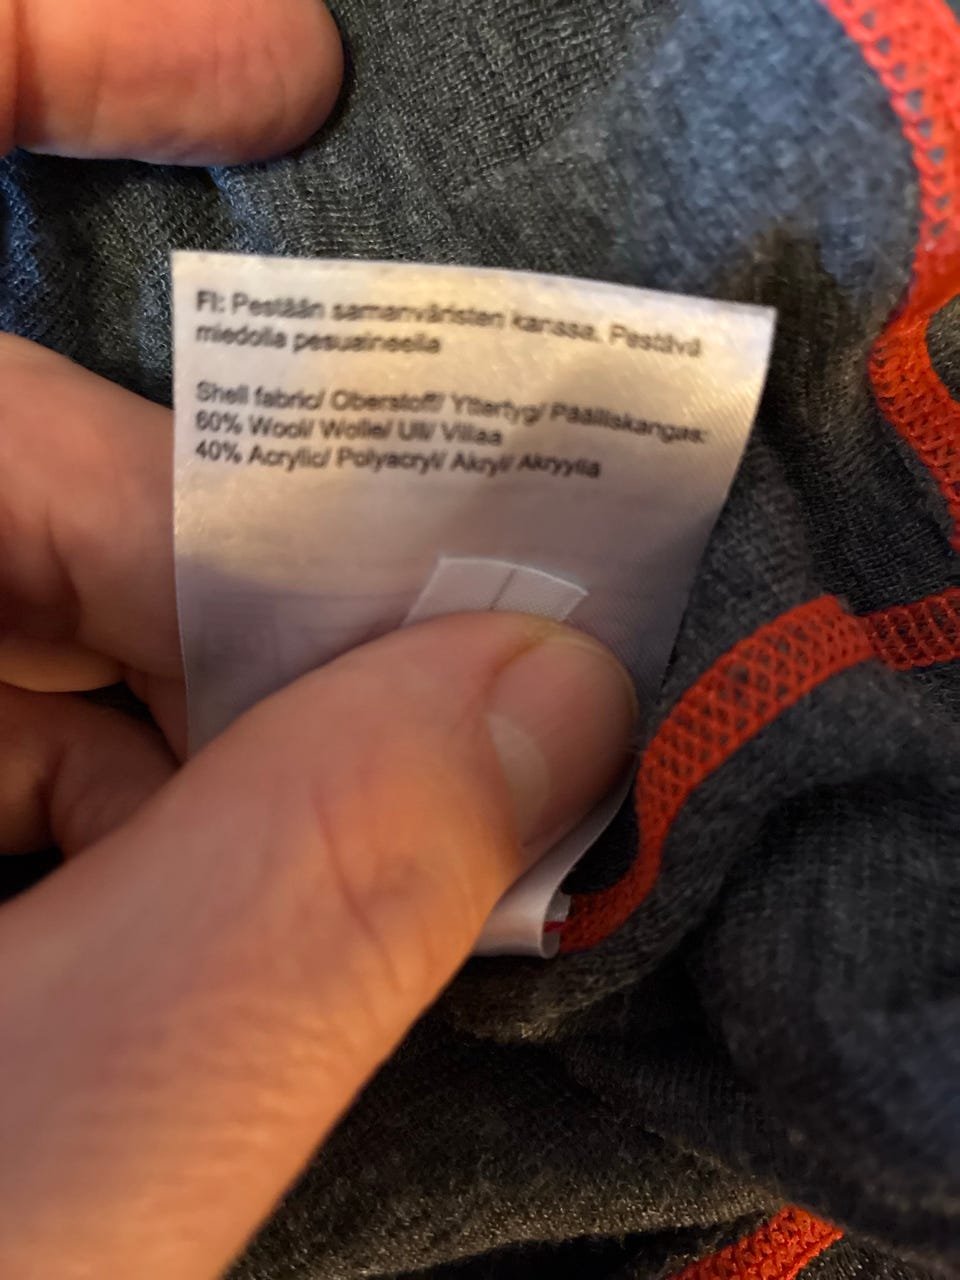 FI: Pestään samanväristen kanssa. Pestävä
miedolla pesuaineella
Shell fabric/ Oberstoff/ Yttertyg/ Päälliskangas:
60% Wool/ Wolle/ Ull/ Villaa
40% Acrylic/ Polyacryl/ Akryl/ Akryylia